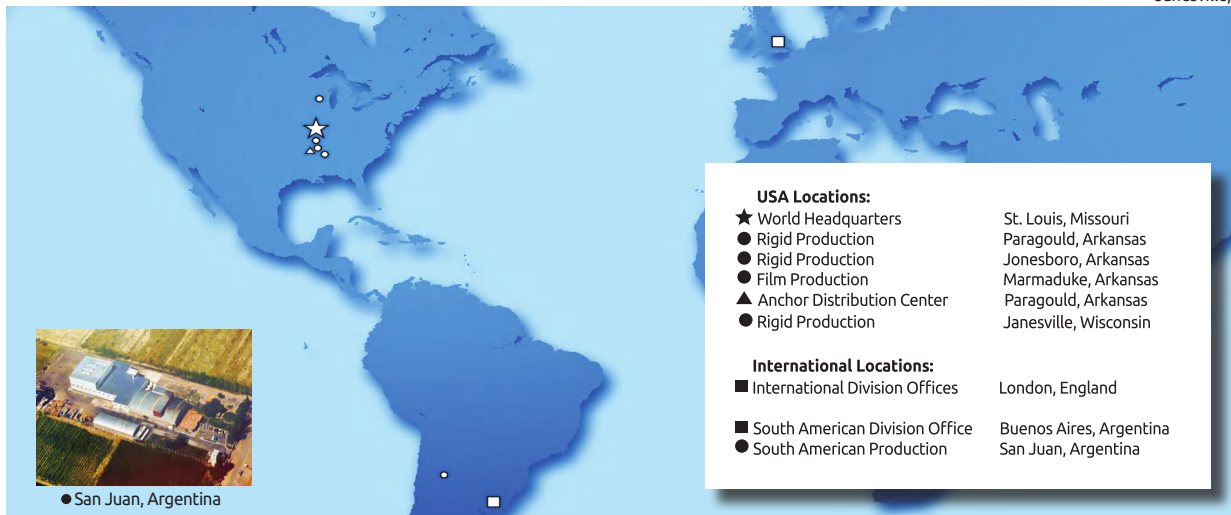 USA Locations:
★ World Headquarters St. Louis, Missouri
● Rigid Production Paragould, Arkansas
● Rigid Production Jonesboro, Arkansas
● Film Production Marmaduke, Arkansas
▲ Anchor Distribution Center Paragould, Arkansas
● Rigid Production Janesville, Wisconsin
International Locations:
■ International Division Offices London, England
■ South American Division Office Buenos Aires, Argentina
● South American Production San Juan, Argentina
● San Juan, Argentina